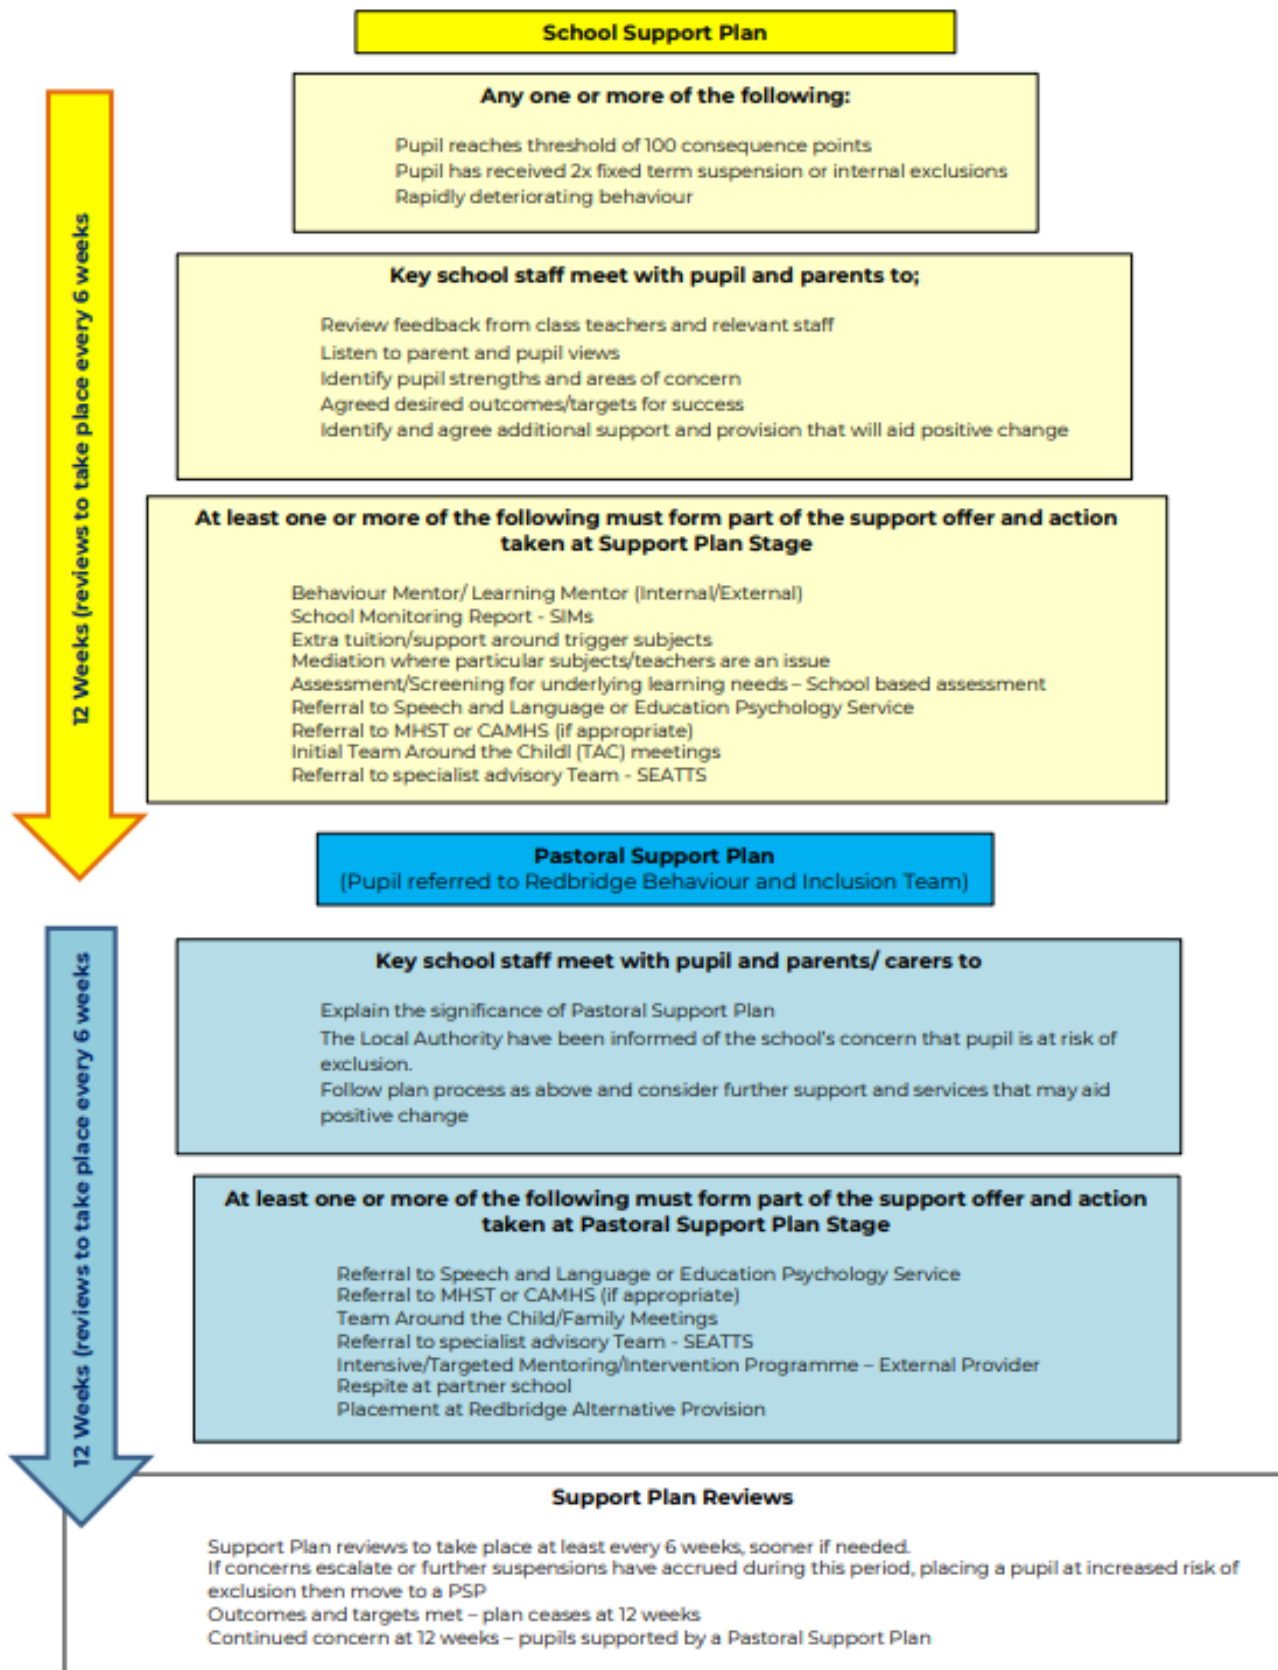 School Support Plan
Any one or more of the following:
Pupil reaches threshold of 100 consequence points
Pupil has received 2x fixed term suspension or internal exclusions
Rapidly deteriorating behaviour
12 Weeks (reviews to take place every 6 weeks
Key school staff meet with pupil and parents to;
Review feedback from class teachers and relevant staff
Listen to parent and pupil views
Identify pupil strengths and areas of concern
Agreed desired outcomes/targets for success
Identify and agree additional support and provision that will aid positive change
At least one or more of the following must form part of the support offer and action
taken at Support Plan Stage
Behaviour Mentor/ Learning Mentor (Internal/External)
School Monitoring Report - SIMs
Extra tuition/support around trigger subjects
Mediation where particular subjects/teachers are an issue
Assessment/Screening for underlying learning needs – School based assessment
Referral to Speech and Language or Education Psychology Service
Referral to MHST or CAMHS (if appropriate)
Initial Team Around the Childl (TAC) meetings
Referral to specialist advisory Team - SEATTS
Pastoral Support Plan
(Pupil referred to Redbridge Behaviour and Inclusion Team)
12 Weeks (reviews to take place every 6 weeks
Key school staff meet with pupil and parents/ carers to
Explain the significance of Pastoral Support Plan
The Local Authority have been informed of the school's concern that pupil is at risk of
exclusion.
Follow plan process as above and consider further support and services that may aid
positive change
At least one or more of the following must form part of the support offer and action
taken at Pastoral Support Plan Stage
Referral to Speech and Language or Education Psychology Service
Referral to MHST or CAMHS (if appropriate)
Team Around the Child/Family Meetings
Referral to specialist advisory Team - SEATTS
Intensive/Targeted Mentoring/Intervention Programme – External Provider
Respite at partner school
Placement at Redbridge Alternative Provision
Support Plan Reviews
Support Plan reviews to take place at least every 6 weeks, sooner if needed.
If concerns escalate or further suspensions have accrued during this period, placing a pupil at increased risk of
exclusion then move to a PSP
Outcomes and targets met – plan ceases at 12 weeks
Continued concern at 12 weeks – pupils supported by a Pastoral Support Plan